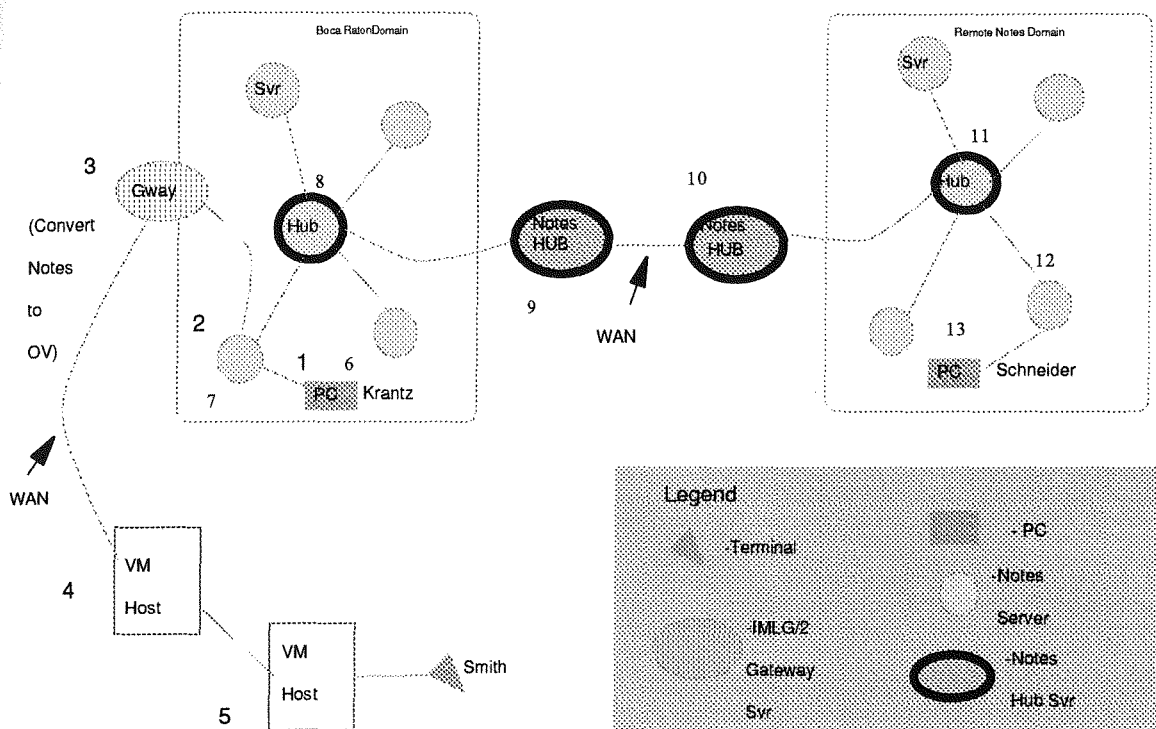 Boca RatonDomain
Svr
3
Gway
(Convert
Notes
to
OV)
8
Hub
2
7
1
6
PC
Krantz
WAN
Notes
HUB
9
WAN
10
Notes
HUB
Remote Notes Domain
Svr
11
Hub
12
13
PC
Schneider
4
VM
Host
5
VM
Host
Smith
Legend
-Terminal
-IMLG/2
Gateway
Svr
- PC
-Notes
Server
-Notes
Hub Svr